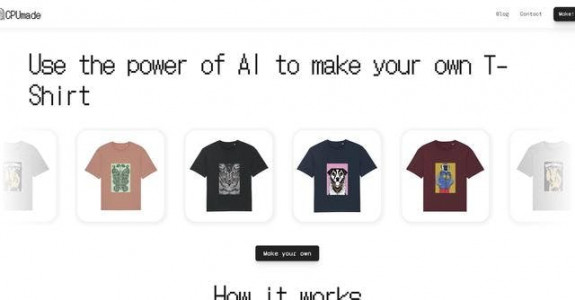 CPUmade
Blog Contact Make!
Use the power of AI to make your own T-
Shirt
Make your own
How it works